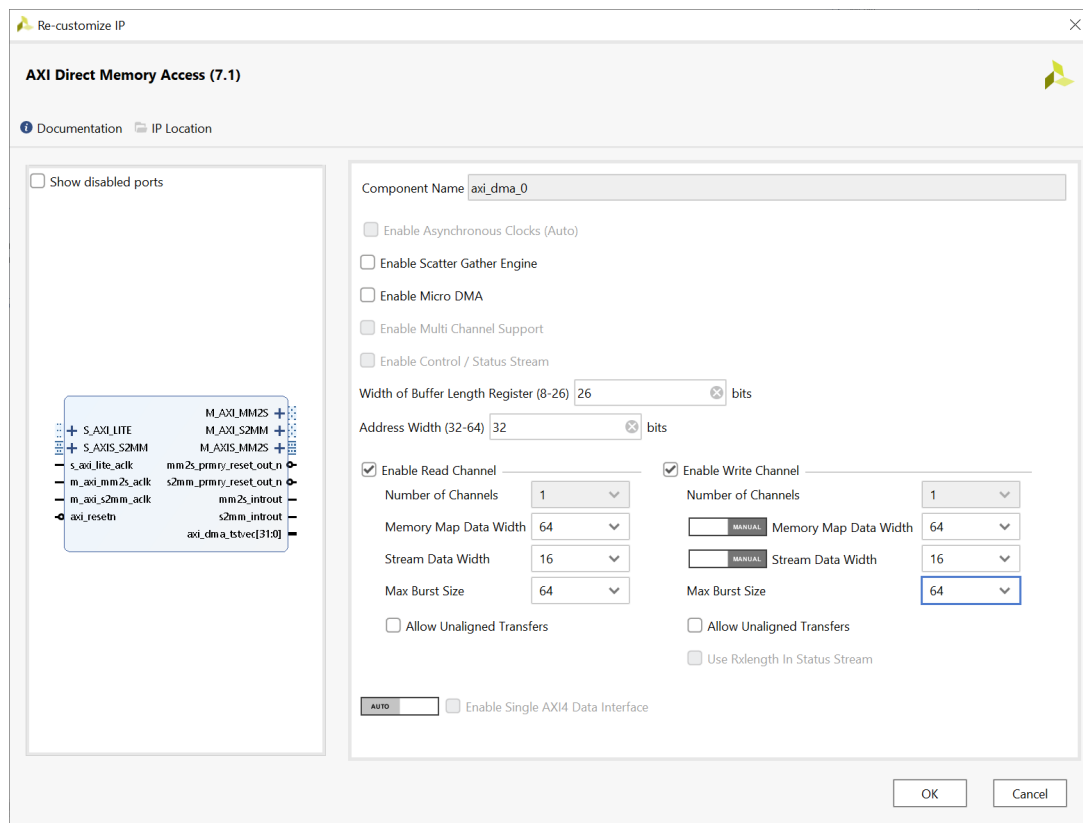 Re-customize IP
AXI Direct Memory Access (7.1)
Documentation IP Location
Show disabled ports
S_AXI_LITE
S_AXIS_S2MM
s_axi_lite_aclk
m_axi_mm2s_aclk
m_axi_s2mm_aclk
axi_resetn
M_AXI_MM2S
M_AXI_S2MM
M_AXIS_MM2S
mm2s_prmry_reset_out_n
s2mm_prmry_reset_out_n
mm2s_introut
s2mm_introut
axi_dma_tstvec[31:0]
Component Name axi_dma_0
Enable Asynchronous Clocks (Auto)
Enable Scatter Gather Engine
Enable Micro DMA
Enable Multi Channel Support
Enable Control / Status Stream
Width of Buffer Length Register (8-26) 26 bits
Address Width (32-64) 32 bits
Enable Read Channel
Number of Channels 1
Memory Map Data Width 64
Stream Data Width 16
Max Burst Size 64
Allow Unaligned Transfers
Enable Write Channel
Number of Channels 1
MANUAL Memory Map Data Width 64
MANUAL Stream Data Width 16
Max Burst Size 64
Allow Unaligned Transfers
Use Rxlength In Status Stream
AUTO Enable Single AXI4 Data Interface
OK Cancel